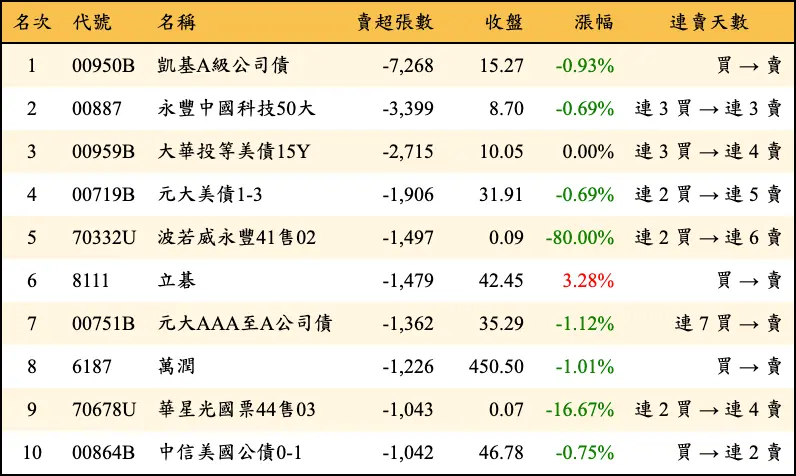 名次 代號 名稱 賣超張數 收盤 漲幅 連賣天數
1 00950B 凱基A級公司債 -7,268 15.27 -0.93% 買 → 賣
2 00887 永豐中國科技50大 -3,399 8.70 -0.69% 連 3 買 → 連 3 賣
3 00959B 大華投等美債15Y -2,715 10.05 0.00% 連 3 買 → 連 4 賣
4 00719B 元大美債1-3 -1,906 31.91 -0.69% 連 2 買 → 連 5 賣
5 70332U 波若威永豐41售02 -1,497 0.09 -80.00% 連 2 買 → 連 6 賣
6 8111 立碁 -1,479 42.45 3.28% 買 → 賣
7 00751B 元大AAA至A公司債 -1,362 35.29 -1.12% 連 7 買 → 賣
8 6187 萬潤 -1,226 450.50 -1.01% 買 → 賣
9 70678U 華星光國票44售03 -1,043 0.07 -16.67% 連 2 買 → 連 4 賣
10 00864B 中信美國公債0-1 -1,042 46.78 -0.75% 買 → 連 2 賣